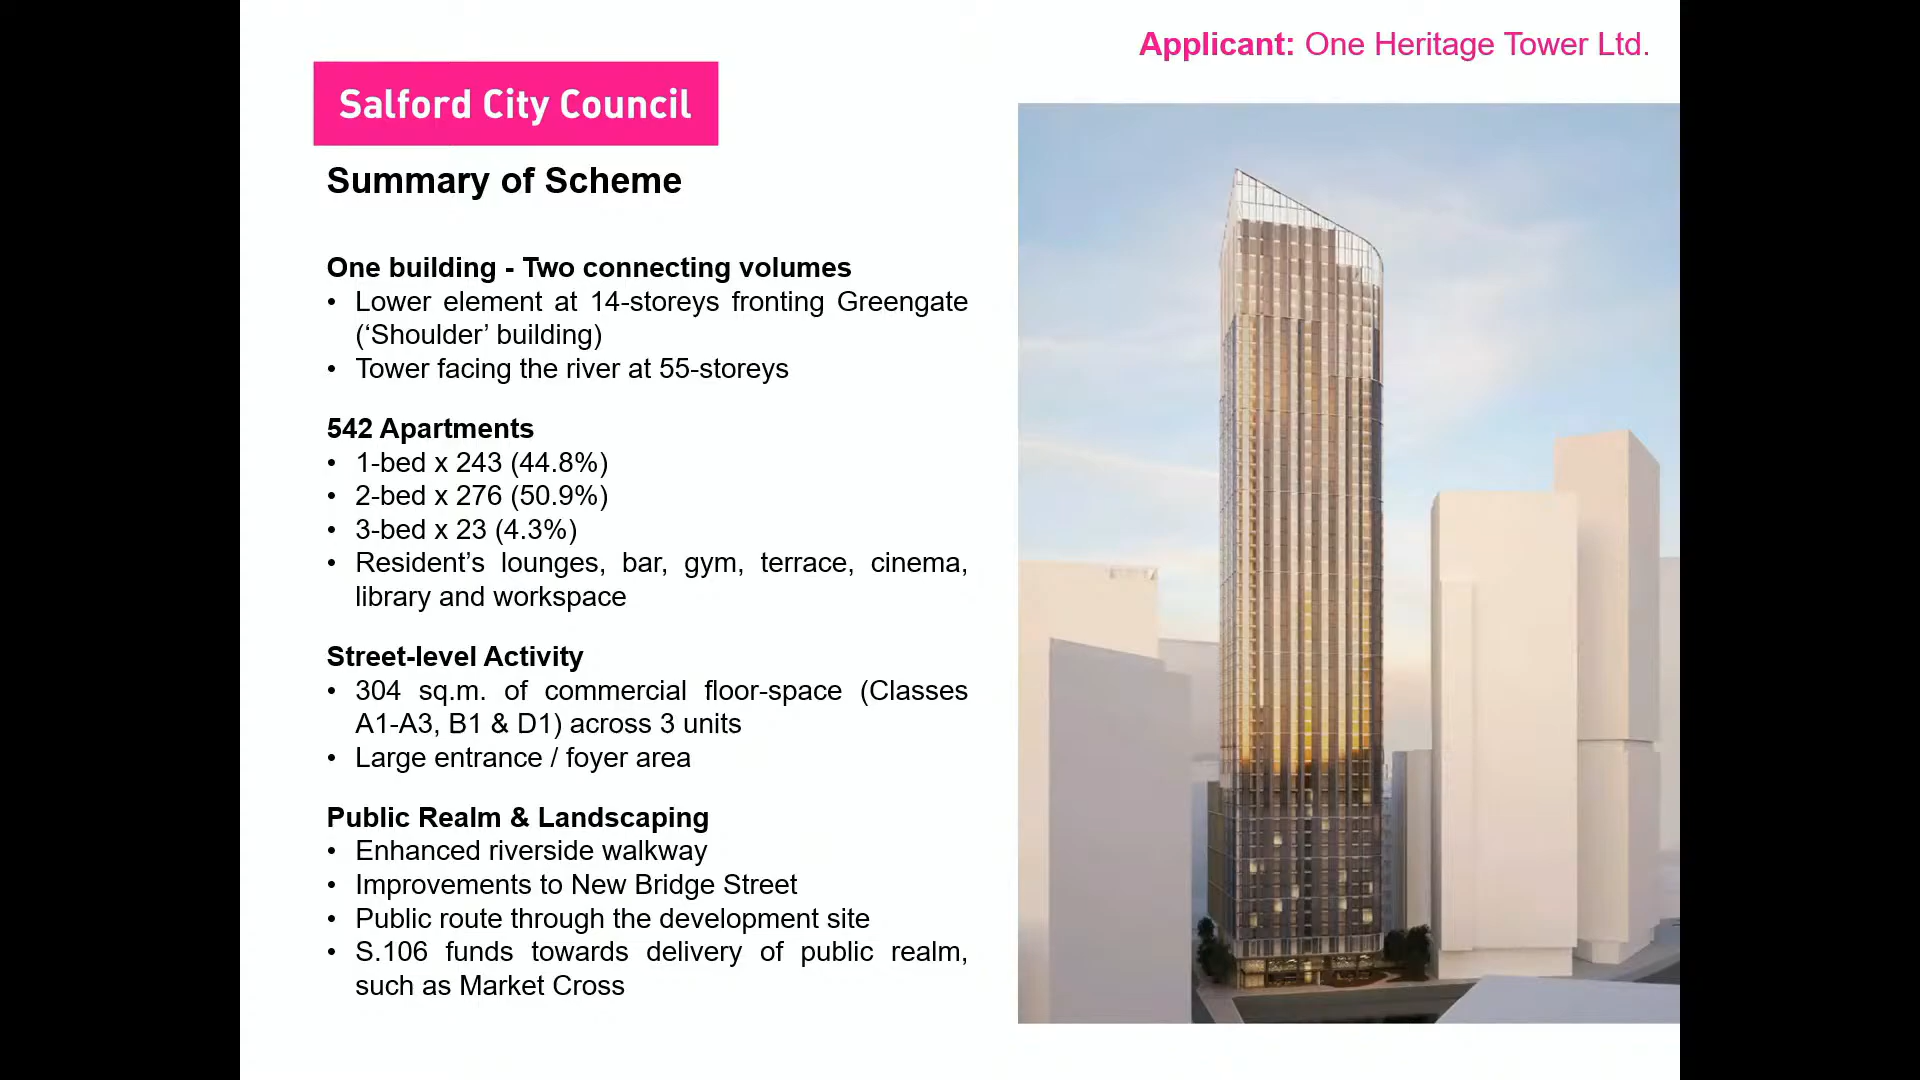 Applicant: One Heritage Tower Ltd.
Salford City Council
Summary of Scheme
One building - Two connecting volumes
• Lower element at 14-storeys fronting Greengate
(‘Shoulder’ building)
• Tower facing the river at 55-storeys
542 Apartments
• 1-bed x 243 (44.8%)
• 2-bed x 276 (50.9%)
• 3-bed x 23 (4.3%)
• Resident’s lounges, bar, gym, terrace, cinema,
library and workspace
Street-level Activity
• 304 sq.m. of commercial floor-space (Classes
A1-A3, B1 & D1) across 3 units
• Large entrance / foyer area
Public Realm & Landscaping
• Enhanced riverside walkway
• Improvements to New Bridge Street
• Public route through the development site
• S.106 funds towards delivery of public realm,
such as Market Cross